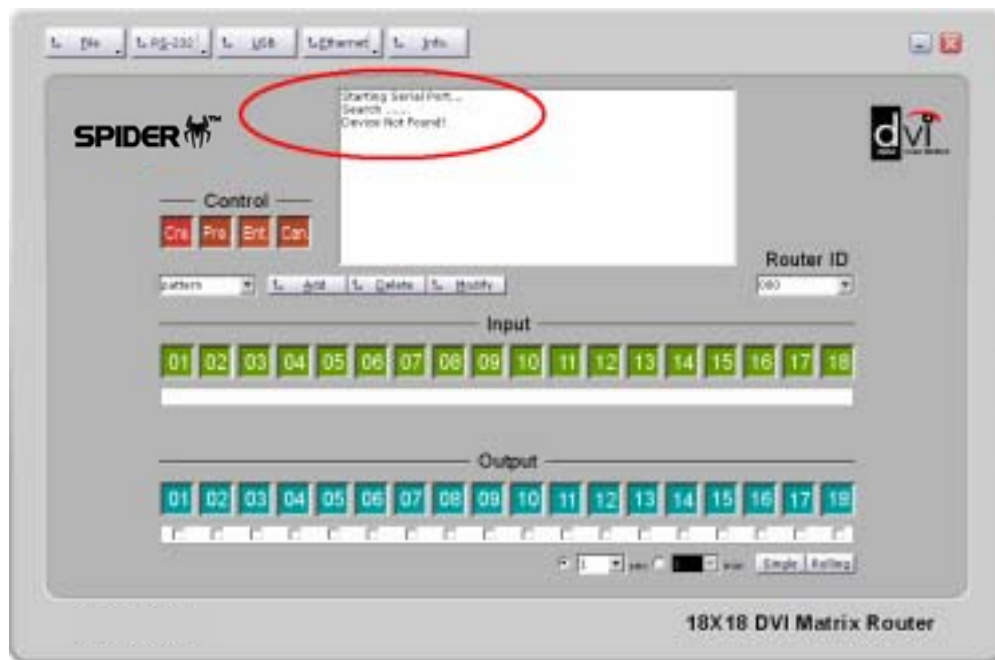 File RS-232 USB Ethernet Info
Starting Serial Port...
Search ......
Device Not Found!
SPIDER™
dvi
Control
Cre. Pre. Ent. Can.
Router ID
pattern Add Delete Modify 000
Input
01 02 03 04 05 06 07 08 09 10 11 12 13 14 15 16 17 18
Output
01 02 03 04 05 06 07 08 09 10 11 12 13 14 15 16 17 18
1 sec Single Rolling
18X18 DVI Matrix Router